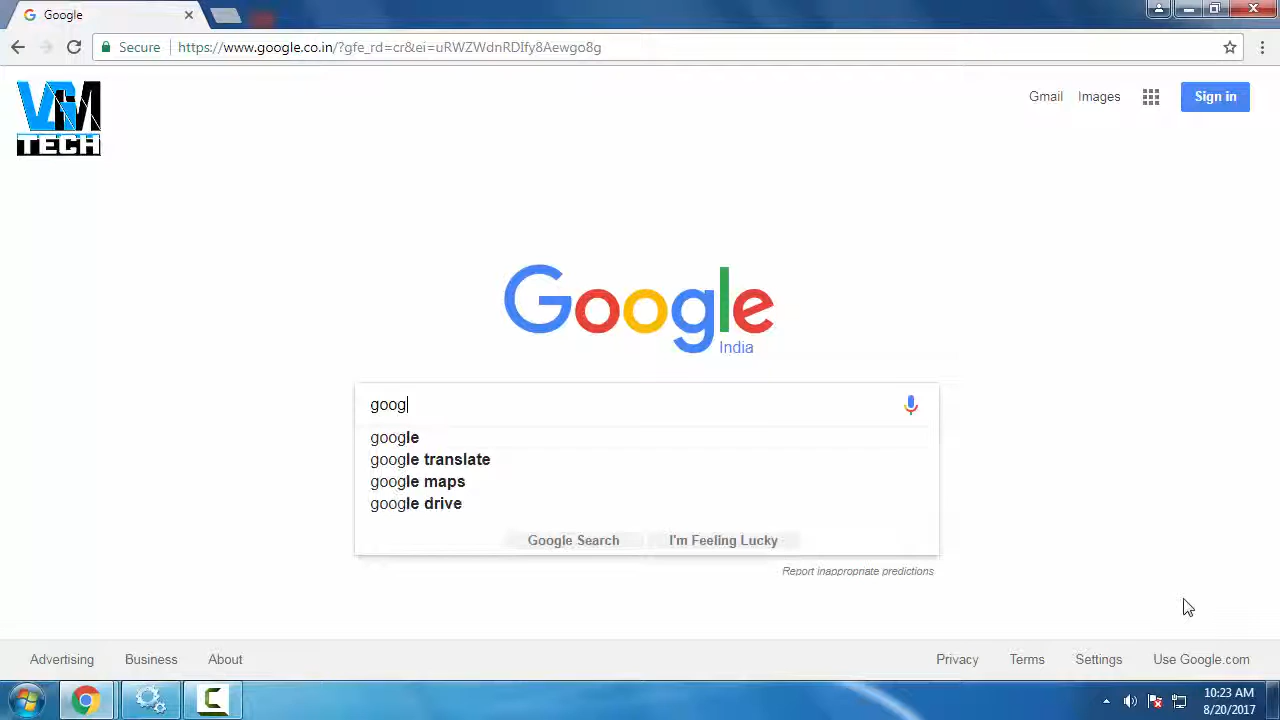 Google
Secure
https://www.google.co.in/?gfe_rd=cr&ei=uRWZWdnRDIfy8Aewgo8g
VGM
TECH
Gmail Images Sign in
Google
India
goog
google
google translate
google maps
google drive
Google Search I'm Feeling Lucky
Report inappropriate predictions
Advertising Business About Privacy Terms Settings Use Google.com
10:23 AM
8/20/2017